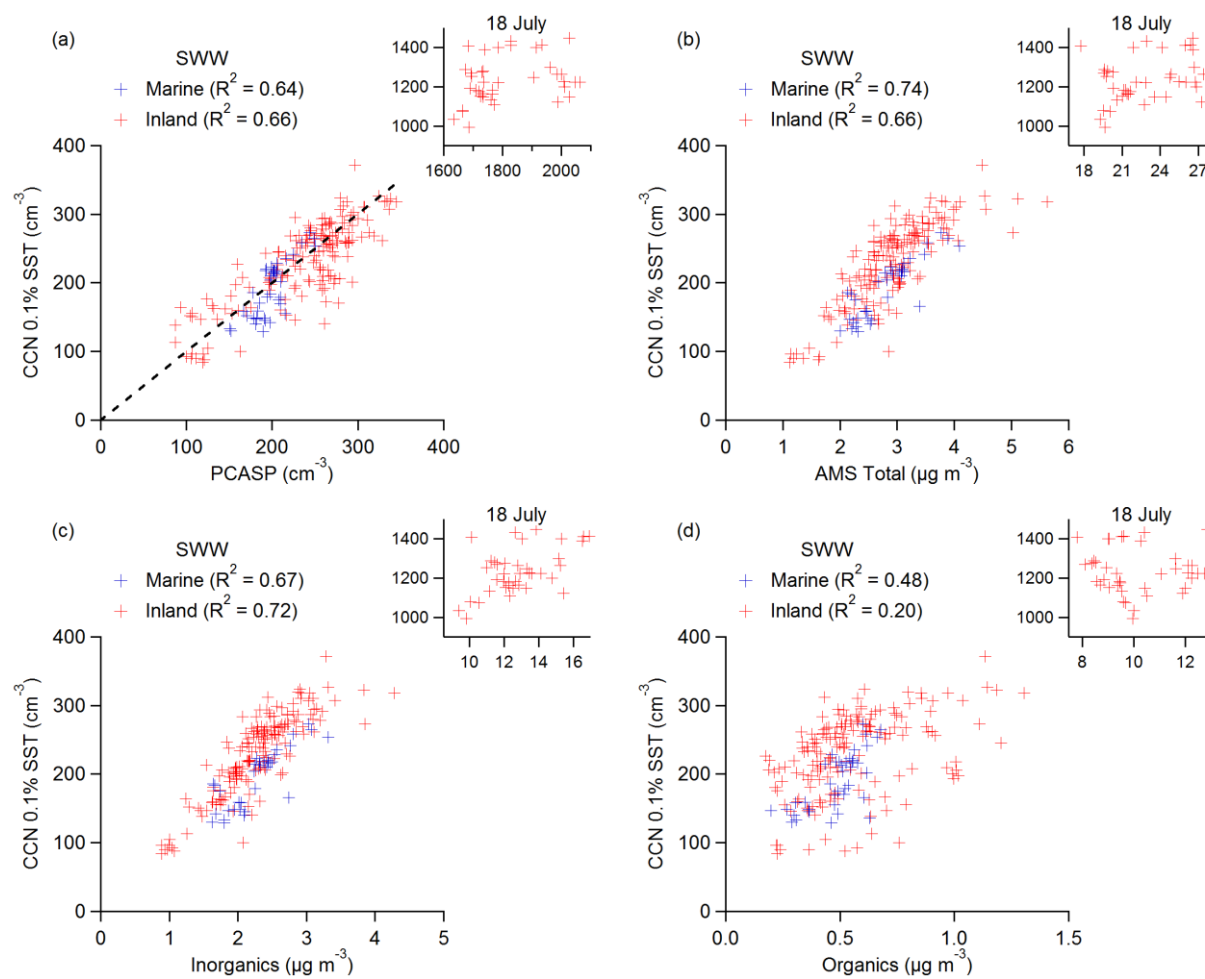 (a)
SWW
Marine (R² = 0.64)
Inland (R² = 0.66)
18 July
1400
1200
1000
1600 1800 2000
400
300
200
100
0
CCN 0.1% SST (cm⁻³)
0 100 200 300 400
PCASP (cm⁻³)
(b)
SWW
Marine (R² = 0.74)
Inland (R² = 0.66)
18 July
1400
1200
1000
18 21 24 27
400
300
200
100
0
CCN 0.1% SST (cm⁻³)
0 1 2 3 4 5 6
AMS Total (µg m⁻³)
(c)
SWW
Marine (R² = 0.67)
Inland (R² = 0.72)
18 July
1400
1200
1000
10 12 14 16
400
300
200
100
0
CCN 0.1% SST (cm⁻³)
0 1 2 3 4 5
Inorganics (µg m⁻³)
(d)
SWW
Marine (R² = 0.48)
Inland (R² = 0.20)
18 July
1400
1200
1000
8 10 12
400
300
200
100
0
CCN 0.1% SST (cm⁻³)
0.0 0.5 1.0 1.5
Organics (µg m⁻³)